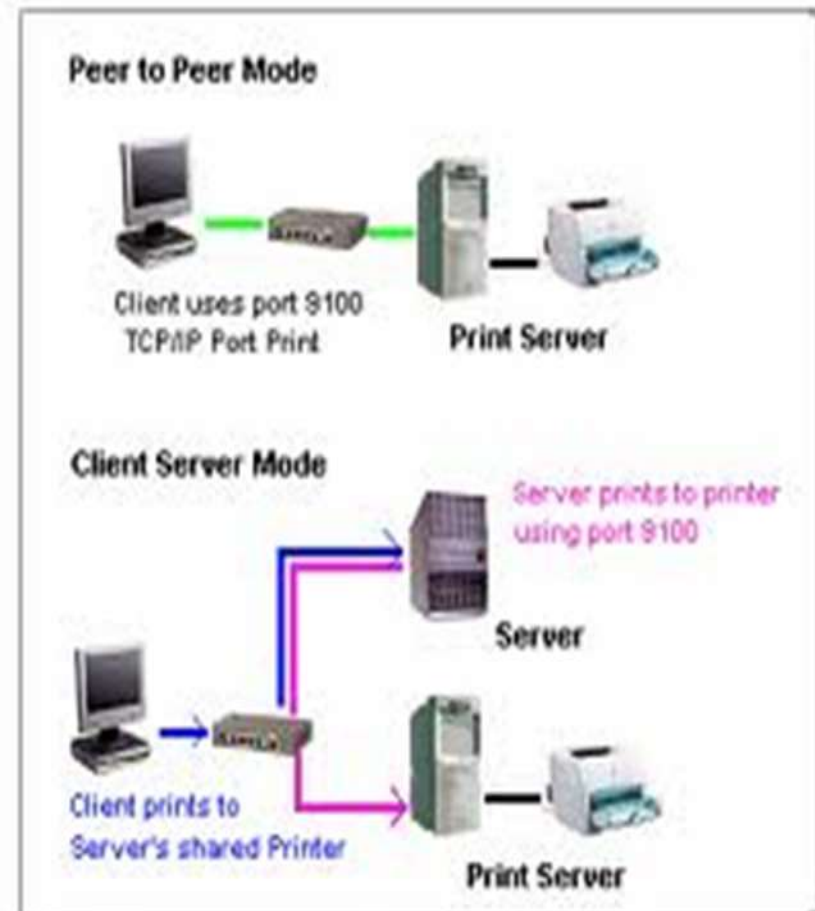 Peer to Peer Mode
Client uses port 9100
TCP/IP Port Print
Print Server
Client Server Mode
Server prints to printer
using port 9100
Server
Client prints to
Server's shared Printer
Print Server